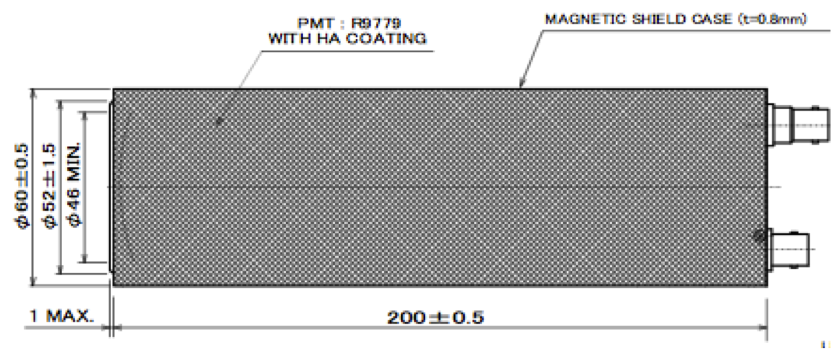 PMT : R9779
WITH HA COATING
MAGNETIC SHIELD CASE (t=0.8mm)
ϕ60±0.5
ϕ52±1.5
ϕ46 MIN.
1 MAX.
200±0.5